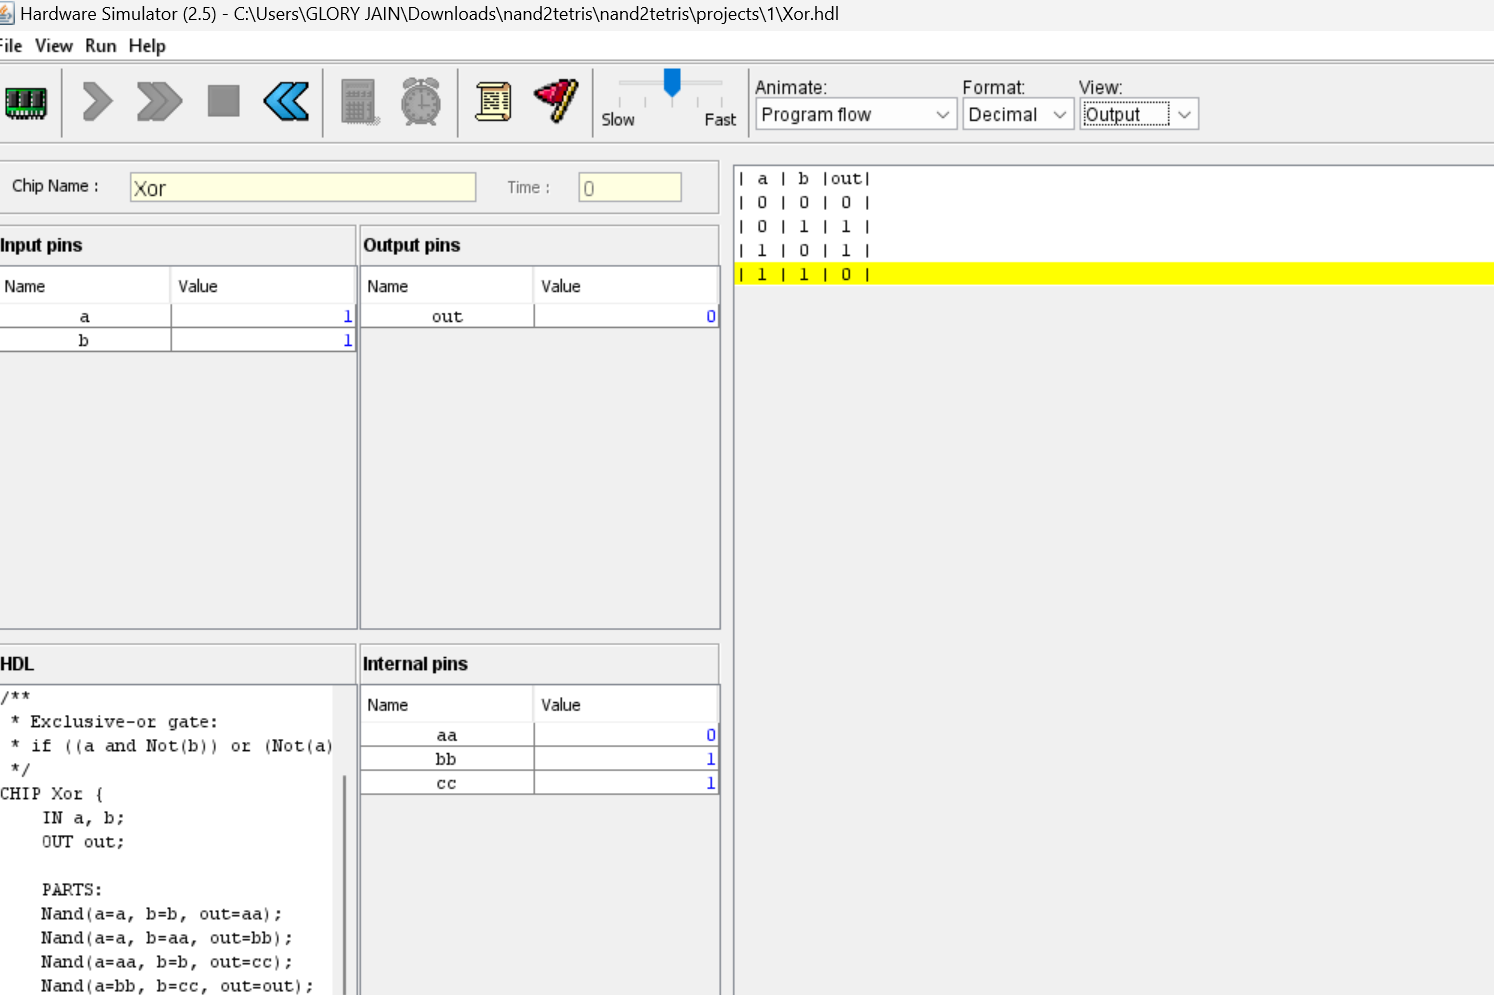 Hardware Simulator (2.5) - C:\Users\GLORY JAIN\Downloads\nand2tetris\nand2tetris\projects\1\Xor.hdl
File View Run Help
Slow Fast
Animate: Format: View:
Program flow Decimal Output
Chip Name : Xor Time : 0
Input pins
Name Value
a 1
b 1
Output pins
Name Value
out 0
| a | b |out|
| 0 | 0 | 0 |
| 0 | 1 | 1 |
| 1 | 0 | 1 |
| 1 | 1 | 0 |
HDL
/**
* Exclusive-or gate:
* if ((a and Not(b)) or (Not(a)
*/
CHIP Xor {
IN a, b;
OUT out;
PARTS:
Nand(a=a, b=b, out=aa);
Nand(a=a, b=aa, out=bb);
Nand(a=aa, b=b, out=cc);
Nand(a=bb, b=cc, out=out);
Internal pins
Name Value
aa 0
bb 1
cc 1